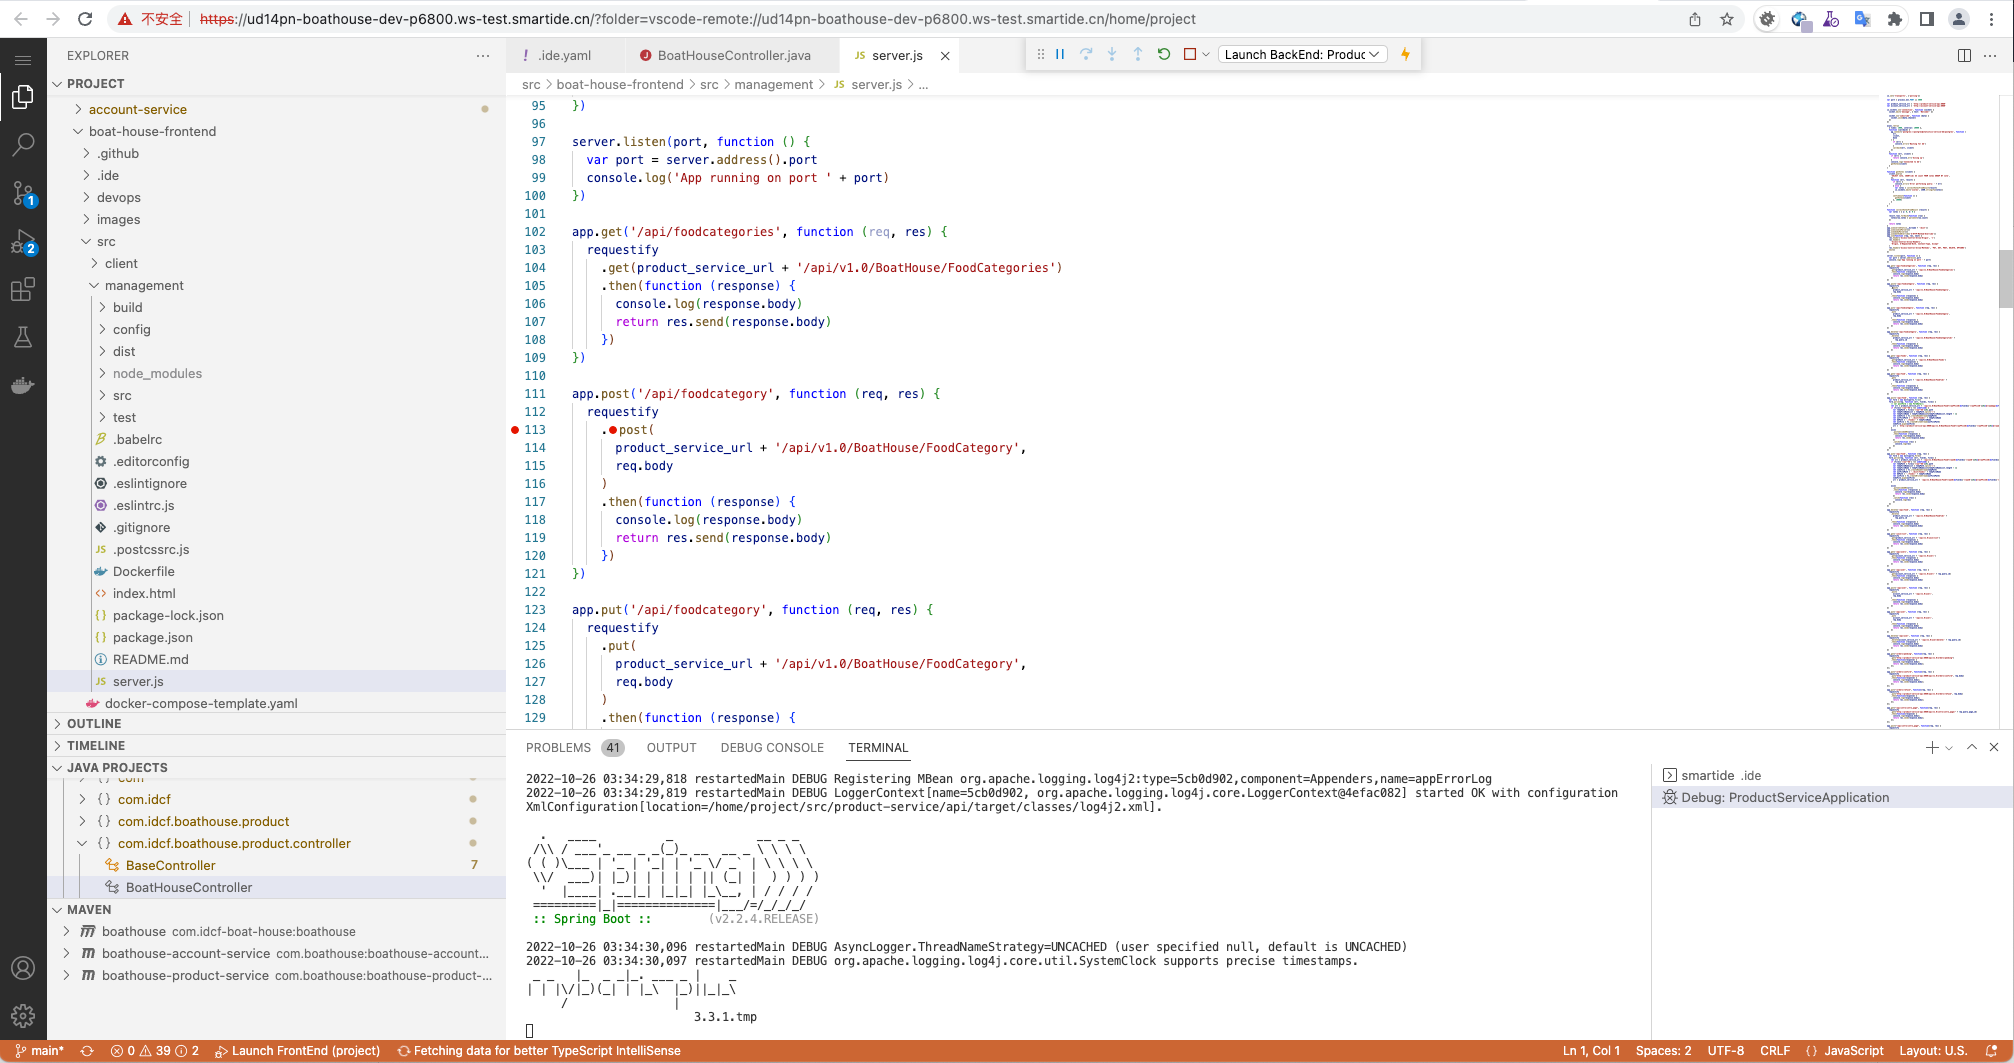 不安全 https://ud14pn-boathouse-dev-p6800.ws-test.smartide.cn/?folder=vscode-remote://ud14pn-boathouse-dev-p6800.ws-test.smartide.cn/home/project
EXPLORER
PROJECT
account-service
boat-house-frontend
.github
.ide
devops
images
src
client
management
build
config
dist
node_modules
src
test
.babelrc
.editorconfig
.eslintignore
.eslintrc.js
.gitignore
JS .postcssrc.js
Dockerfile
<> index.html
{} package-lock.json
{} package.json
README.md
JS server.js
docker-compose-template.yaml
OUTLINE
TIMELINE
JAVA PROJECTS
{} com
{} com.idcf
{} com.idcf.boathouse.product
{} com.idcf.boathouse.product.controller
BaseController 7
BoatHouseController
MAVEN
boathouse com.idcf-boat-house:boathouse
boathouse-account-service com.boathouse:boathouse-account...
boathouse-product-service com.boathouse:boathouse-product-...
1
2
! .ide.yaml
J BoatHouseController.java
JS server.js
Launch BackEnd: Produc
src > boat-house-frontend > src > management > JS server.js > ...
95 })
96
97 server.listen(port, function () {
98 var port = server.address().port
99 console.log('App running on port ' + port)
100 })
101
102 app.get('/api/foodcategories', function (req, res) {
103 requestify
104 .get(product_service_url + '/api/v1.0/BoatHouse/FoodCategories')
105 .then(function (response) {
106 console.log(response.body)
107 return res.send(response.body)
108 })
109 })
110
111 app.post('/api/foodcategory', function (req, res) {
112 requestify
113 .post(
114 product_service_url + '/api/v1.0/BoatHouse/FoodCategory',
115 req.body
116 )
117 .then(function (response) {
118 console.log(response.body)
119 return res.send(response.body)
120 })
121 })
122
123 app.put('/api/foodcategory', function (req, res) {
124 requestify
125 .put(
126 product_service_url + '/api/v1.0/BoatHouse/FoodCategory',
127 req.body
128 )
129 .then(function (response) {
PROBLEMS 41 OUTPUT DEBUG CONSOLE TERMINAL
2022-10-26 03:34:29,818 restartedMain DEBUG Registering MBean org.apache.logging.log4j2:type=5cb0d902,component=Appenders,name=appErrorLog
2022-10-26 03:34:29,819 restartedMain DEBUG LoggerContext[name=5cb0d902, org.apache.logging.log4j.core.LoggerContext@4efac082] started OK with configuration
XmlConfiguration[location=/home/project/src/product-service/api/target/classes/log4j2.xml].
:: Spring Boot :: (v2.2.4.RELEASE)
2022-10-26 03:34:30,096 restartedMain DEBUG AsyncLogger.ThreadNameStrategy=UNCACHED (user specified null, default is UNCACHED)
2022-10-26 03:34:30,097 restartedMain DEBUG org.apache.logging.log4j.core.util.SystemClock supports precise timestamps.
3.3.1.tmp
smartide .ide
Debug: ProductServiceApplication
main* 0 39 2 Launch FrontEnd (project) Fetching data for better TypeScript IntelliSense
Ln 1, Col 1 Spaces: 2 UTF-8 CRLF {} JavaScript Layout: U.S.